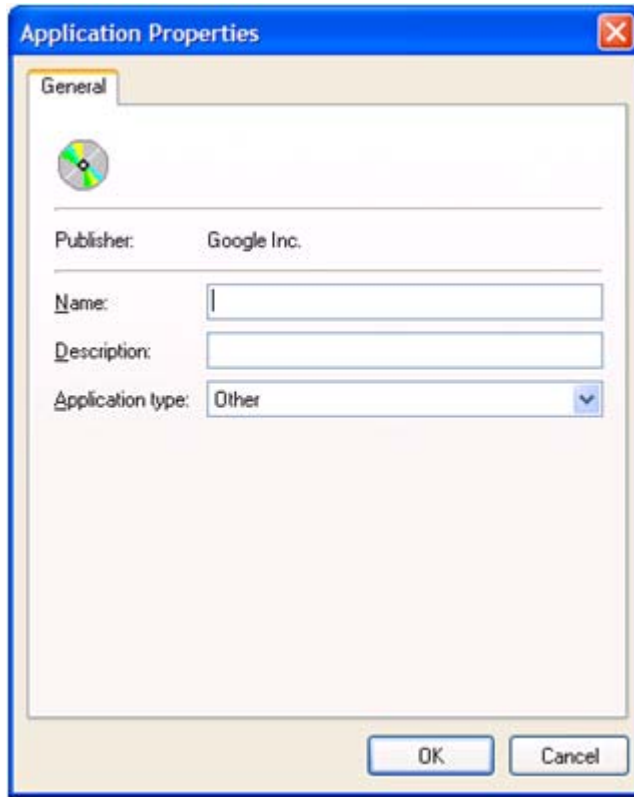 Application Properties
General
Publisher: Google Inc.
Name:
Description:
Application type: Other
OK Cancel